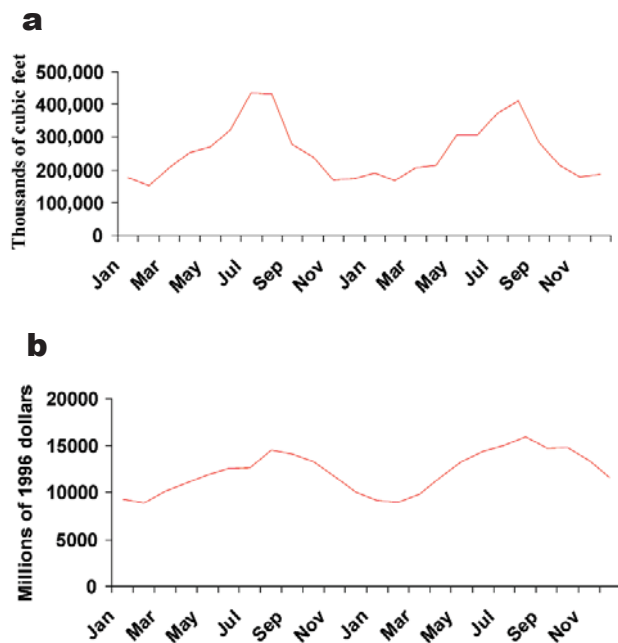 a
Thousands of cubic feet
500,000
400,000
300,000
200,000
100,000
0
Jan
Mar
May
Jul
Sep
Nov
Jan
Mar
May
Jul
Sep
Nov
b
Millions of 1996 dollars
20000
15000
10000
5000
0
Jan
Mar
May
Jul
Sep
Nov
Jan
Mar
May
Jul
Sep
Nov